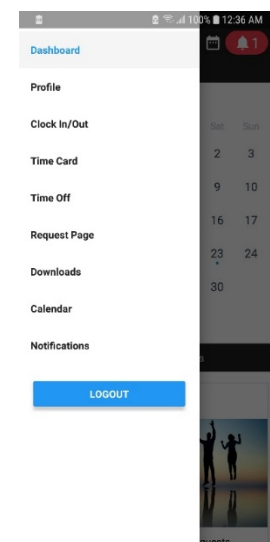 100% 12:36 AM
Dashboard
1
Profile
Clock In/Out
Sat Sun
Time Card
2 3
Time Off
9 10
Request Page
16 17
Downloads
23 24
Calendar
30
Notifications
s
LOGOUT
quests